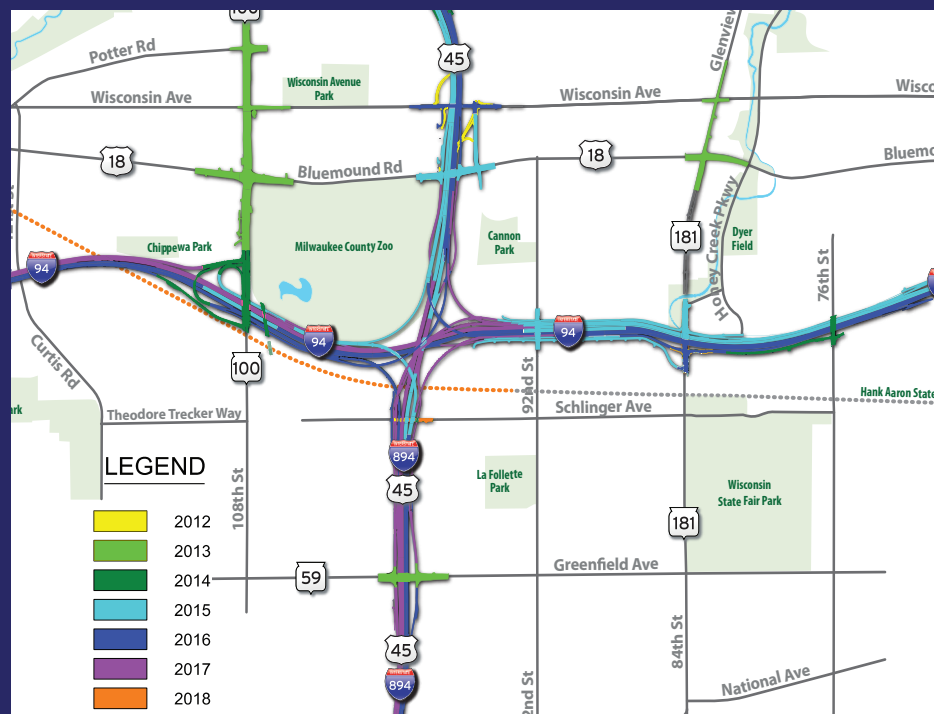 100
Potter Rd
45
Glenview
Wisconsin Avenue
Park
Wisconsin Ave
Wisconsin Ave
Wisco
18
Bluemound Rd
18
Bluemo
Honey Creek Pkwy
181
Dyer
Field
Cannon
Park
Chippewa Park
Milwaukee County Zoo
94
76th St
94
94
Curtis Rd
100
92nd St
Hank Aaron State
ark
Theodore Trecker Way
Schlinger Ave
894
LEGEND
45
La Follette
Park
Wisconsin
State Fair Park
108th St
181
2012
2013
2014
2015
2016
2017
2018
59
Greenfield Ave
84th St
45
894
National Ave
2nd St